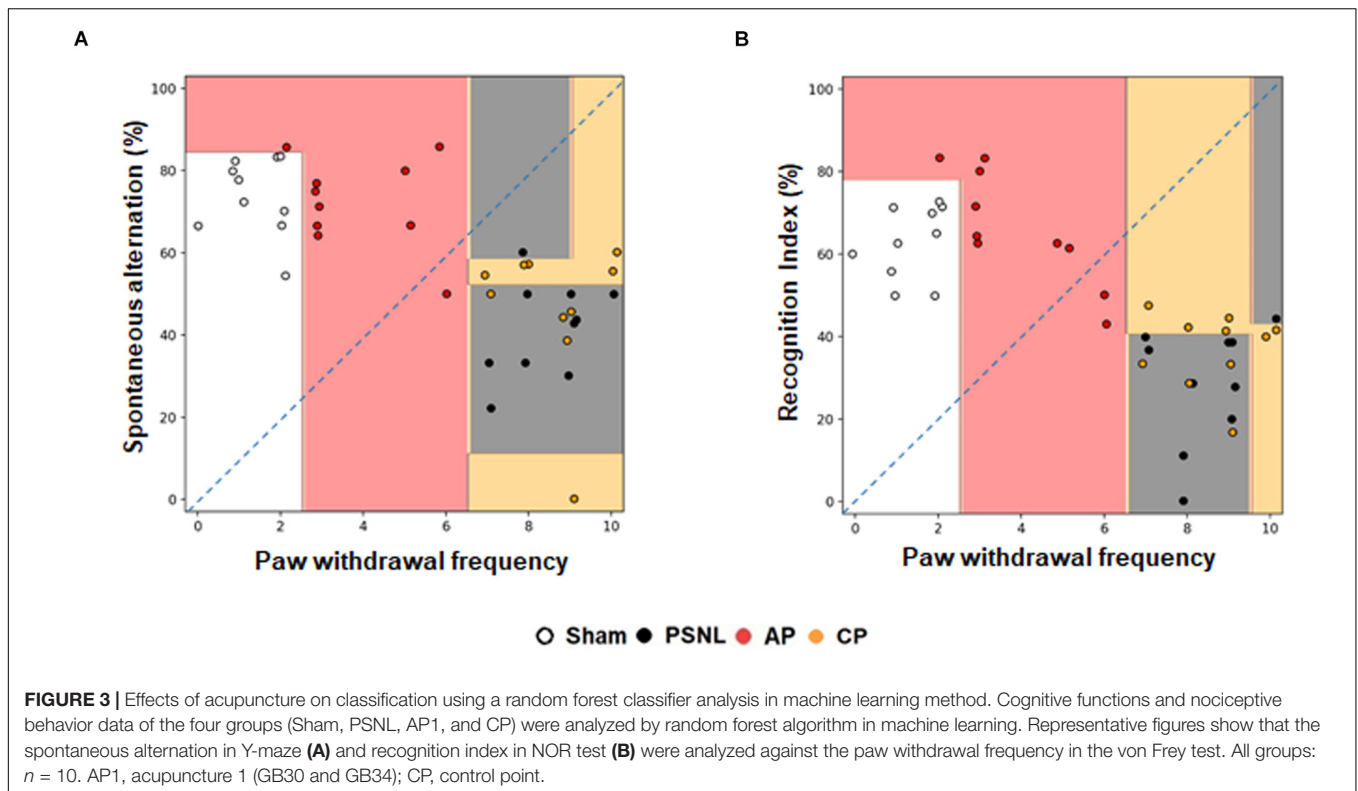 A
B
100
80
60
40
20
0
Spontaneous alternation (%)
0 2 4 6 8 10
Paw withdrawal frequency
100
80
60
40
20
0
Recognition Index (%)
0 2 4 6 8 10
Paw withdrawal frequency
Sham PSNL AP CP
FIGURE 3 | Effects of acupuncture on classification using a random forest classifier analysis in machine learning method. Cognitive functions and nociceptive
behavior data of the four groups (Sham, PSNL, AP1, and CP) were analyzed by random forest algorithm in machine learning. Representative figures show that the
spontaneous alternation in Y-maze (A) and recognition index in NOR test (B) were analyzed against the paw withdrawal frequency in the von Frey test. All groups:
n = 10. AP1, acupuncture 1 (GB30 and GB34); CP, control point.